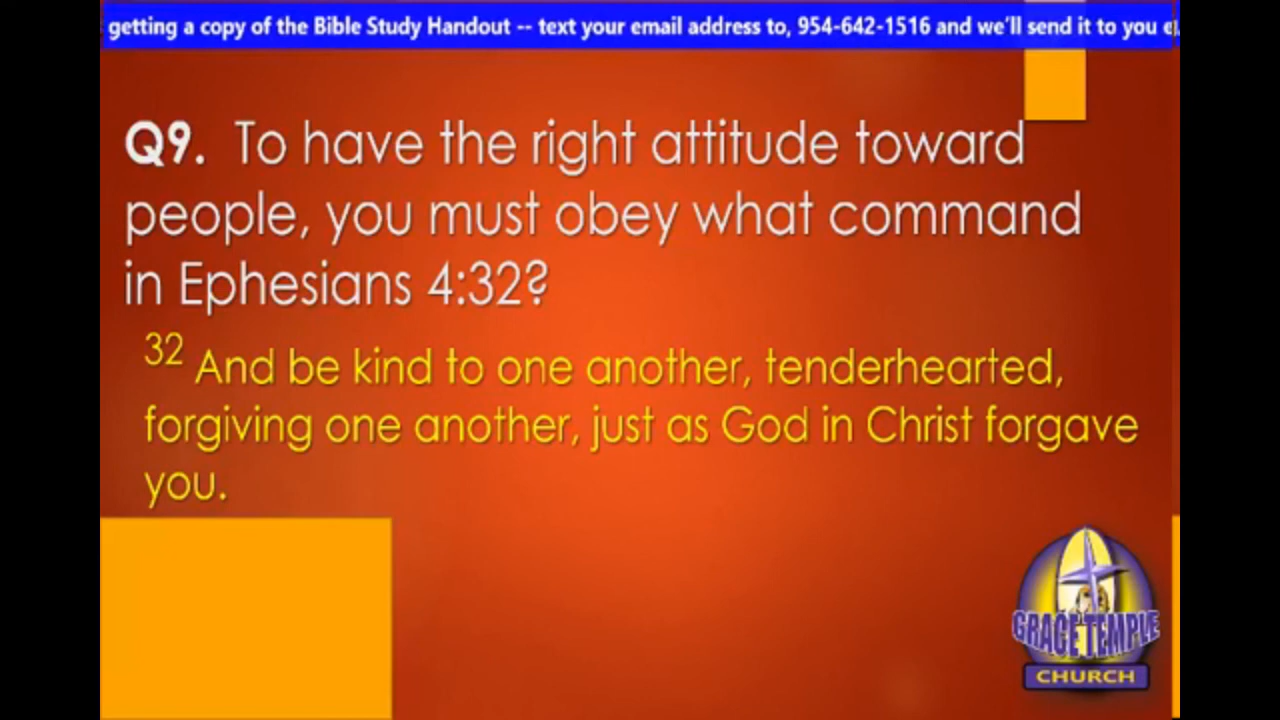 getting a copy of the Bible Study Handout -- text your email address to, 954-642-1516 and we'll send it to you
Q9. To have the right attitude toward
people, you must obey what command
in Ephesians 4:32?
32 And be kind to one another, tenderhearted,
forgiving one another, just as God in Christ forgave
you.
GRACE TEMPLE
CHURCH